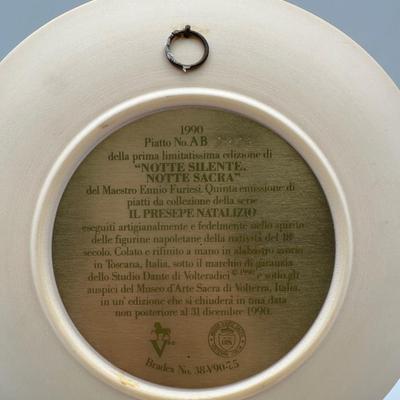 1990
Piatto No. AB
della prima limitatissima edizione di
"NOTTE SILENTE,
NOTTE SACRA"
del Maestro Ennio Furiesi. Quinta emissione di
piatti da collezione della serie
IL PRESEPE NATALIZIO
eseguiti artigianalmente e fedelmente nello spirito
delle figurine napoletane della natività del 18°
secolo. Colato e rifinito a mano in alabastro avorio
in Toscana, Italia, sotto il marchio di garanzia
dello Studio Dante di Volteradici © 1990 e sotto gli
auspici del Museo d'Arte Sacra di Volterra, Italia,
in un' edizione che si chiuderà in una data
non posteriore al 31 dicembre 1990.
Bradex No. 38-V90-7.5